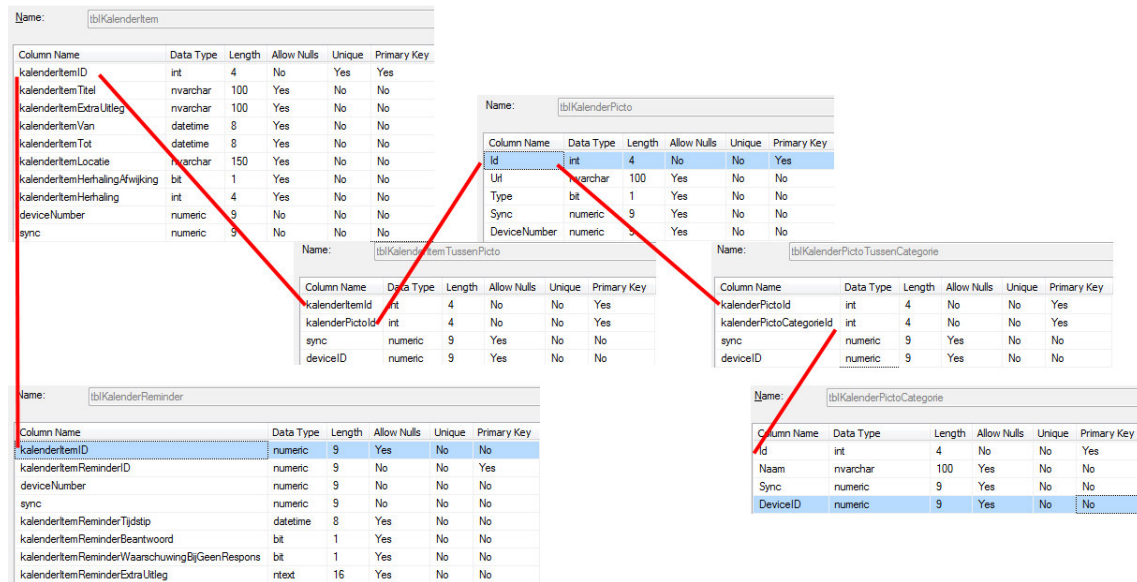 Name: tblKalenderItem
Column Name Data Type Length Allow Nulls Unique Primary Key
kalenderItemID int 4 No Yes Yes
kalenderItemTitel nvarchar 100 Yes No No
kalenderItemExtraUitleg nvarchar 100 Yes No No
kalenderItemVan datetime 8 Yes No No
kalenderItemTot datetime 8 Yes No No
kalenderItemLocatie nvarchar 150 Yes No No
kalenderItemHerhalingAfwijking bit 1 Yes No No
kalenderItemHerhaling int 4 Yes No No
deviceNumber numeric 9 No No No
sync numeric 9 No No No
Name: tblKalenderPicto
Column Name Data Type Length Allow Nulls Unique Primary Key
Id int 4 No No Yes
Url nvarchar 100 Yes No No
Type bit 1 Yes No No
Sync numeric 9 Yes No No
DeviceNumber numeric 9 Yes No No
Name: tblKalenderItemTussenPicto
Column Name Data Type Length Allow Nulls Unique Primary Key
kalenderItemId int 4 No No Yes
kalenderPictoId int 4 No No Yes
sync numeric 9 Yes No No
deviceID numeric 9 Yes No No
Name: tblKalenderPictoTussenCategorie
Column Name Data Type Length Allow Nulls Unique Primary Key
kalenderPictoId int 4 No No Yes
kalenderPictoCategorieId int 4 No No Yes
sync numeric 9 Yes No No
deviceID numeric 9 Yes No No
Name: tblKalenderReminder
Column Name Data Type Length Allow Nulls Unique Primary Key
kalenderItemID numeric 9 Yes No No
kalenderItemReminderID numeric 9 No No Yes
deviceNumber numeric 9 No No No
sync numeric 9 No No No
kalenderItemReminderTijdstip datetime 8 Yes No No
kalenderItemReminderBeantwoord bit 1 Yes No No
kalenderItemReminderWaarschuwingBijGeenRespons bit 1 Yes No No
kalenderItemReminderExtraUitleg ntext 16 Yes No No
Name: tblKalenderPictoCategorie
Column Name Data Type Length Allow Nulls Unique Primary Key
Id int 4 No No Yes
Naam nvarchar 100 Yes No No
Sync numeric 9 Yes No No
DeviceID numeric 9 Yes No No